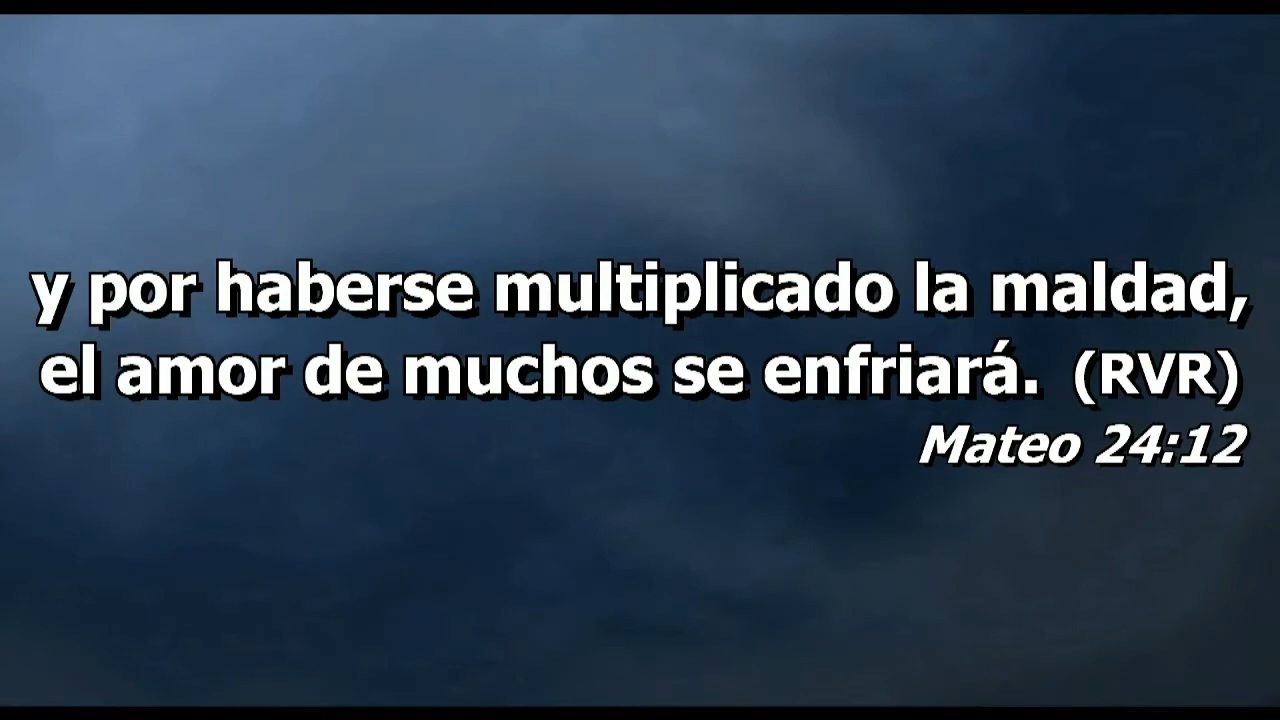 y por haberse multiplicado la maldad,
el amor de muchos se enfriará. (RVR)
Mateo 24:12